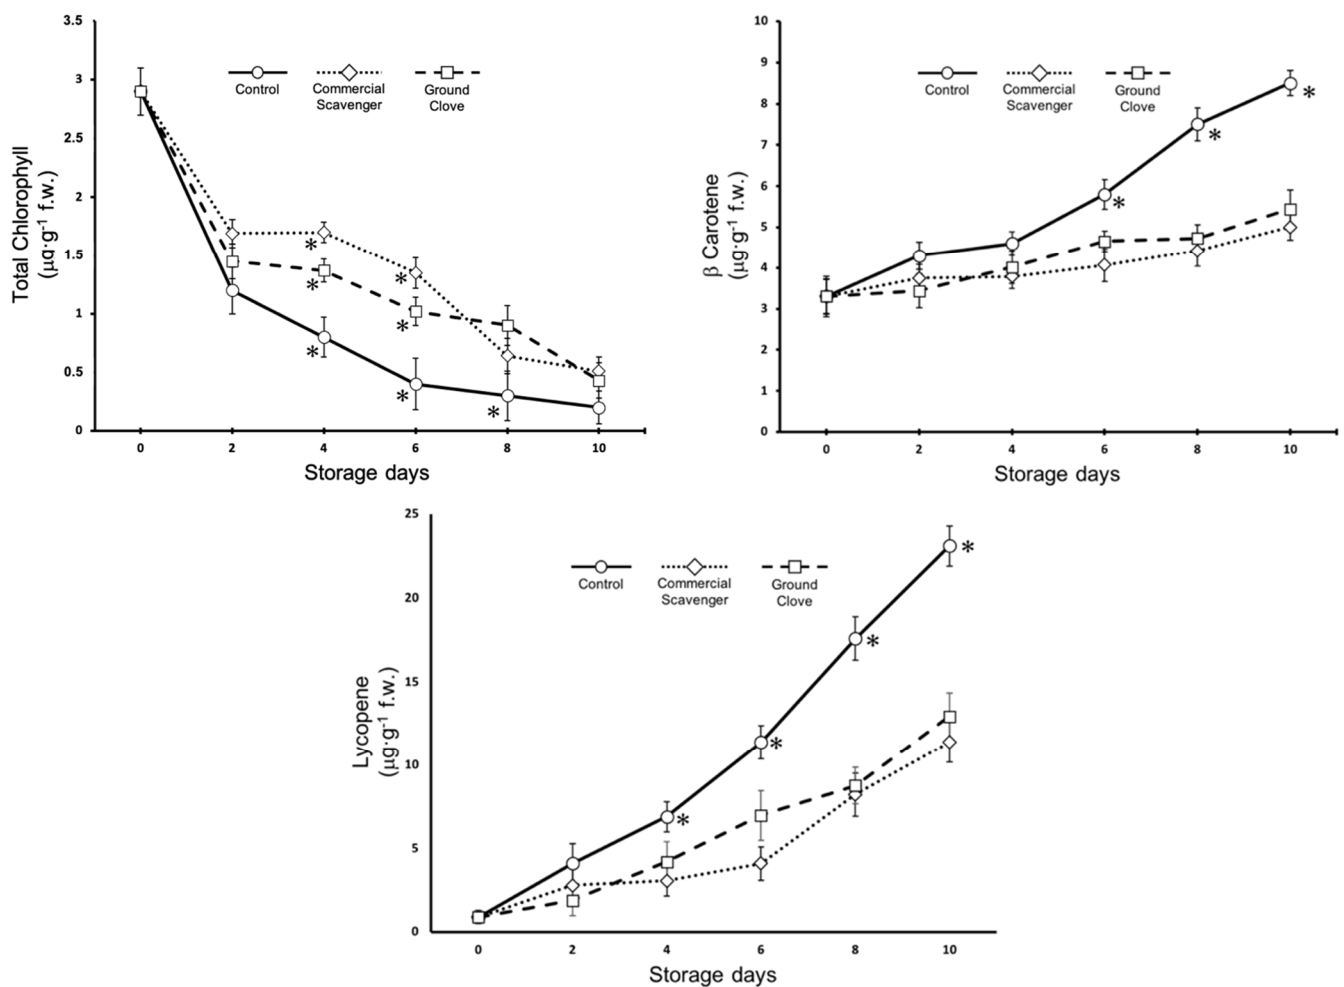 3.5
3
2.5
2
1.5
1
0.5
0
Total Chlorophyll
(μg·g⁻¹ f.w.)
Control
Commercial
Scavenger
Ground
Clove
*
*
*
*
*
*
*
0 2 4 6 8 10
Storage days
10
9
8
7
6
5
4
3
2
1
0
β Carotene
(μg·g⁻¹ f.w.)
Control
Commercial
Scavenger
Ground
Clove
*
*
*
0 2 4 6 8 10
Storage days
25
20
15
10
5
0
Lycopene
(μg·g⁻¹ f.w.)
Control
Commercial
Scavenger
Ground
Clove
*
*
*
*
0 2 4 6 8 10
Storage days